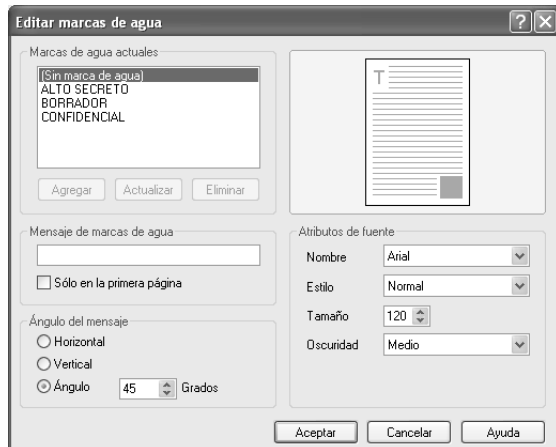 Editar marcas de agua
Marcas de agua actuales
(Sin marca de agua)
ALTO SECRETO
BORRADOR
CONFIDENCIAL
Agregar Actualizar Eliminar
T
Mensaje de marcas de agua
Sólo en la primera página
Ángulo del mensaje
Horizontal
Vertical
Ángulo 45 Grados
Atributos de fuente
Nombre Arial
Estilo Normal
Tamaño 120
Oscuridad Medio
Aceptar Cancelar Ayuda